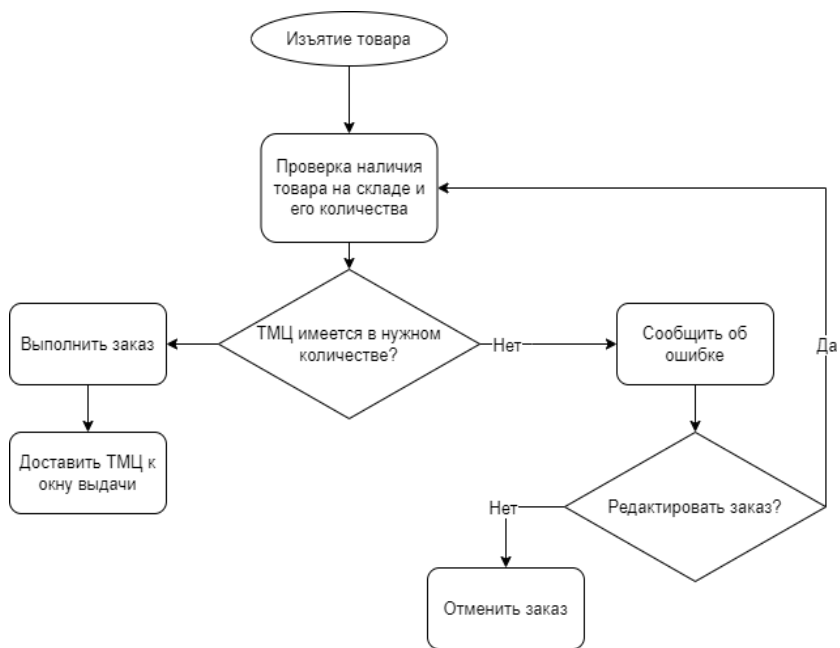 Изъятие товара
Проверка наличия
товара на складе и
его количества
ТМЦ имеется в нужном
количестве?
Выполнить заказ
Нет
Сообщить об
ошибке
Да
Доставить ТМЦ к
окну выдачи
Редактировать заказ?
Нет
Отменить заказ